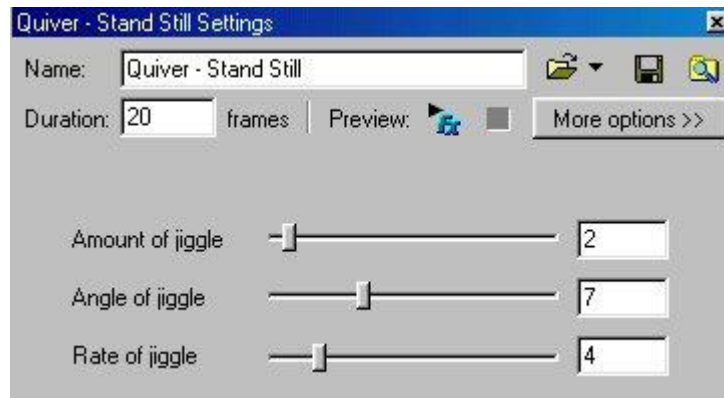 Quiver - Stand Still Settings
Name: Quiver - Stand Still
Duration: 20 frames Preview: Fx More options >>
Amount of jiggle 2
Angle of jiggle 7
Rate of jiggle 4